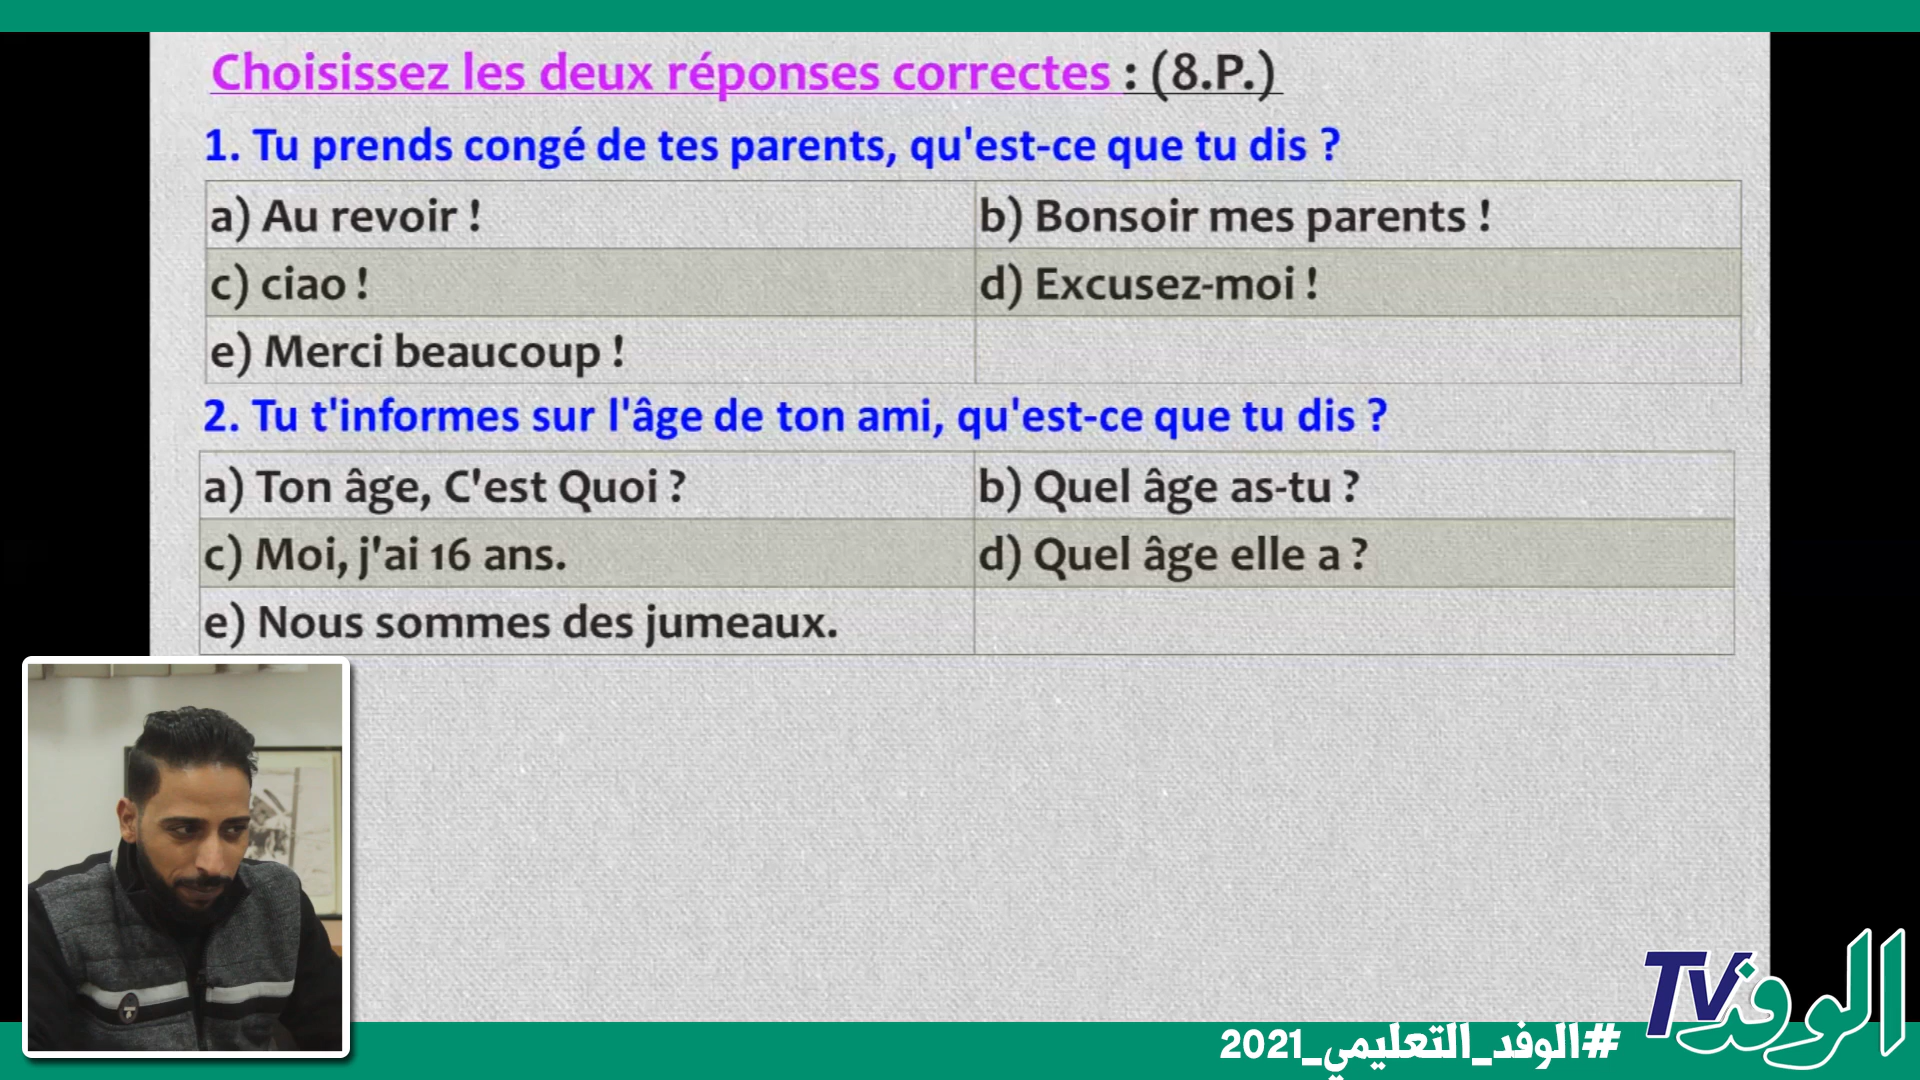 Choisissez les deux réponses correctes : (8.P.)
1. Tu prends congé de tes parents, qu'est-ce que tu dis ?
a) Au revoir !
b) Bonsoir mes parents !
c) ciao !
d) Excusez-moi !
e) Merci beaucoup !
2. Tu t'informes sur l'âge de ton ami, qu'est-ce que tu dis ?
a) Ton âge, C'est Quoi ?
b) Quel âge as-tu ?
c) Moi, j'ai 16 ans.
d) Quel âge elle a ?
e) Nous sommes des jumeaux.
الوفد TV
#الوفد_التعليمي_2021